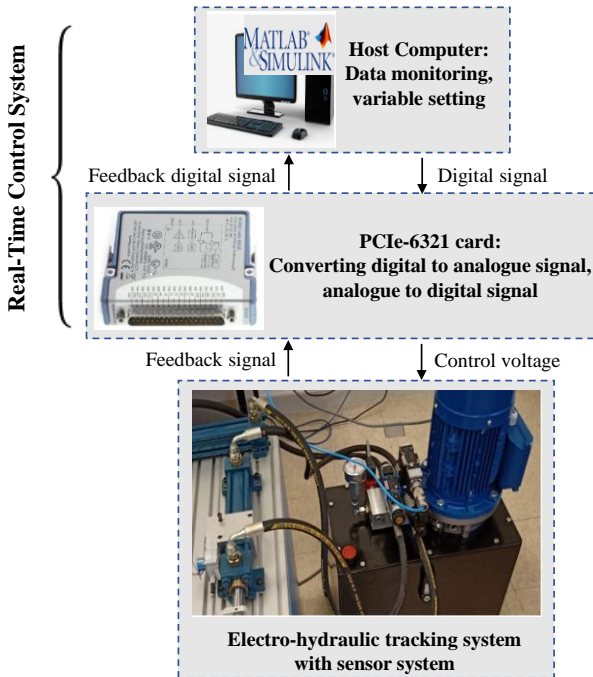 Real-Time Control System
MATLAB®
&SIMULINK®
Host Computer:
Data monitoring,
variable setting
Feedback digital signal
Digital signal
PCIe-6321 card:
Converting digital to analogue signal,
analogue to digital signal
Feedback signal
Control voltage
Electro-hydraulic tracking system
with sensor system